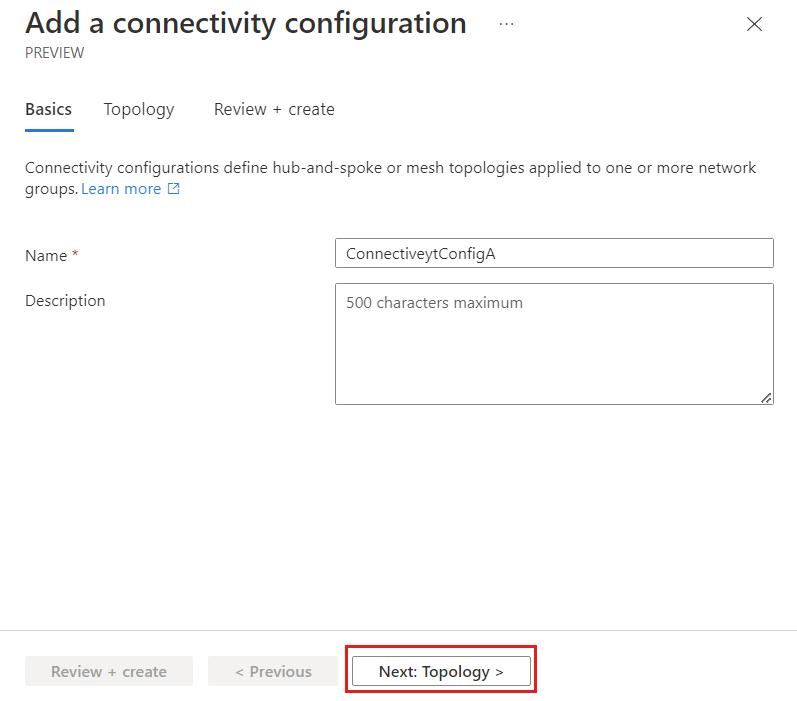 Add a connectivity configuration ...
PREVIEW
Basics Topology Review + create
Connectivity configurations define hub-and-spoke or mesh topologies applied to one or more network
groups. Learn more
Name *
ConnectiveytConfigA
Description
500 characters maximum
Review + create < Previous Next: Topology >